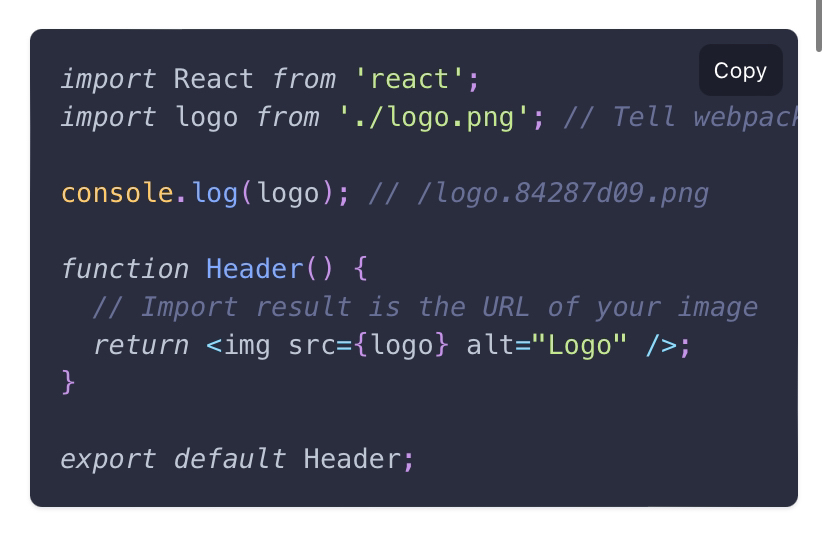 Copy
import React from 'react';
import logo from './logo.png'; // Tell webpack
console.log(logo); // /logo.84287d09.png
function Header() {
  // Import result is the URL of your image
  return <img src={logo} alt="Logo" />;
}
export default Header;